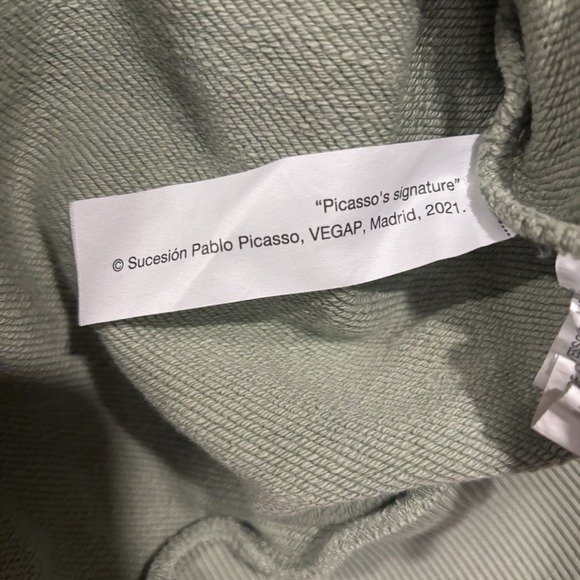 “Picasso's signature”
© Sucesión Pablo Picasso, VEGAP, Madrid, 2021.